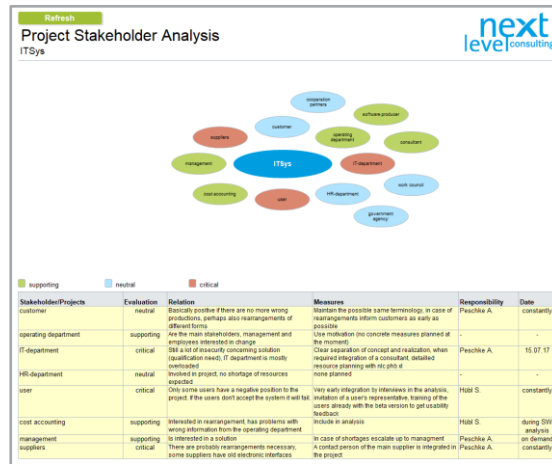 Refresh
Project Stakeholder Analysis
ITSys
next
level consulting
cooperation
partners
software producer
customer
operating
department
suppliers
consultant
management
ITSys
IT-department
work council
cost accounting
user
HR-department
government
agency
supporting
neutral
critical
Stakeholder/Projects Evaluation Relation Measures Responsibility Date
customer neutral Basically positive if there are no more wrong Maintain the possible same terminology, in case of Peschke A. constantly
productions, perhaps also rearrangements of rearrangements inform customers as early as
different forms possible
operating department supporting Are the main stakeholders, management and Use motivation (no concrete measures planned at - -
employees interested in change the moment)
IT-department critical Still a lot of insecurity concerning solution Clear separation of concept and realization, when Peschke A. 15.07.17
(qualification need), IT department is mostly required integration of a consultant, detailled
overloaded resource planning with nlc phb d
HR-department neutral Involved in project, no shortage of resources none planned - -
expected
user critical Only some users have a negative position to the Very early integration by interviews in the analysis, Hübl S. constantly
project. if the users don't accept the system it will fail. invitation of a user's representative, training of the
users already with the beta version to get usability
feedback
cost accounting supporting Interested in rearrangement, has problems with Include in analysis Hübl S. during SW
wrong information from the operating department analysis
management supporting Is interested in a solution In case of shortages escalate up to managment Peschke A. on demand
suppliers critical There are probably rearrangements necessary, A contact person of the main supplier is integrated in Peschke A. constantly
some suppliers have old electronic interfaces the project